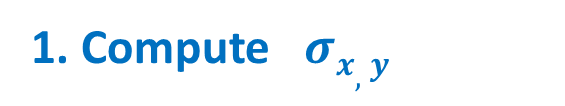 1. Compute σₓ,ᵧ